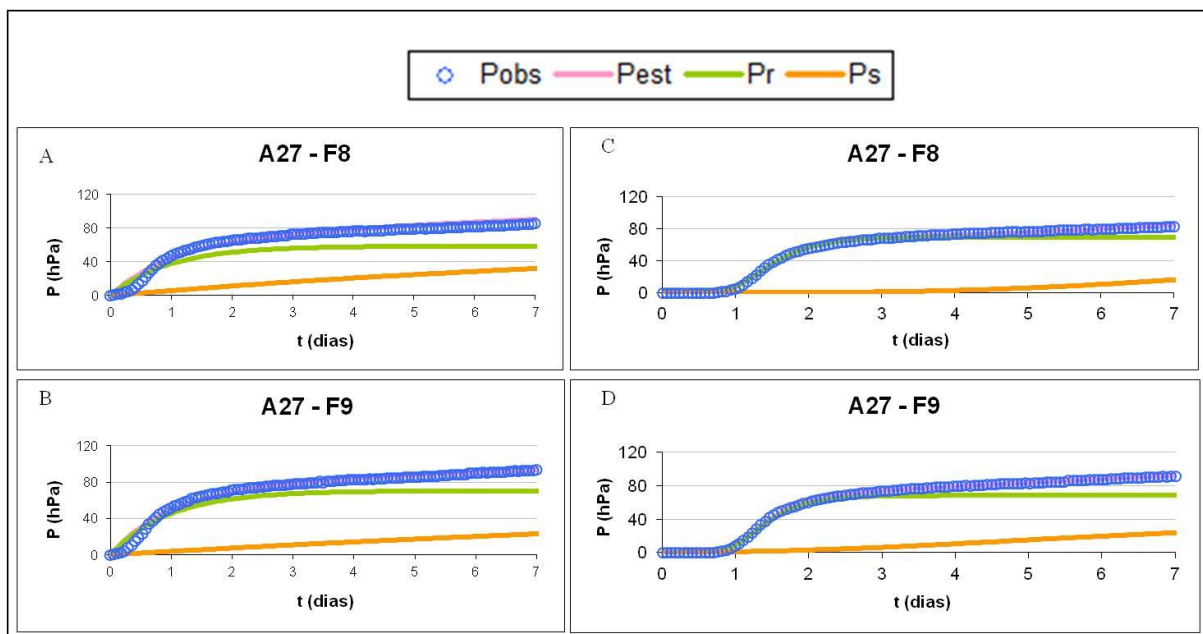 Pobs Pest Pr Ps
A
A27 - F8
P (hPa)
120
80
40
0
0 1 2 3 4 5 6 7
t (dias)
C
A27 - F8
P (hPa)
120
80
40
0
0 1 2 3 4 5 6 7
t (dias)
B
A27 - F9
P (hPa)
120
80
40
0
0 1 2 3 4 5 6 7
t (dias)
D
A27 - F9
P (hPa)
120
80
40
0
0 1 2 3 4 5 6 7
t (dias)